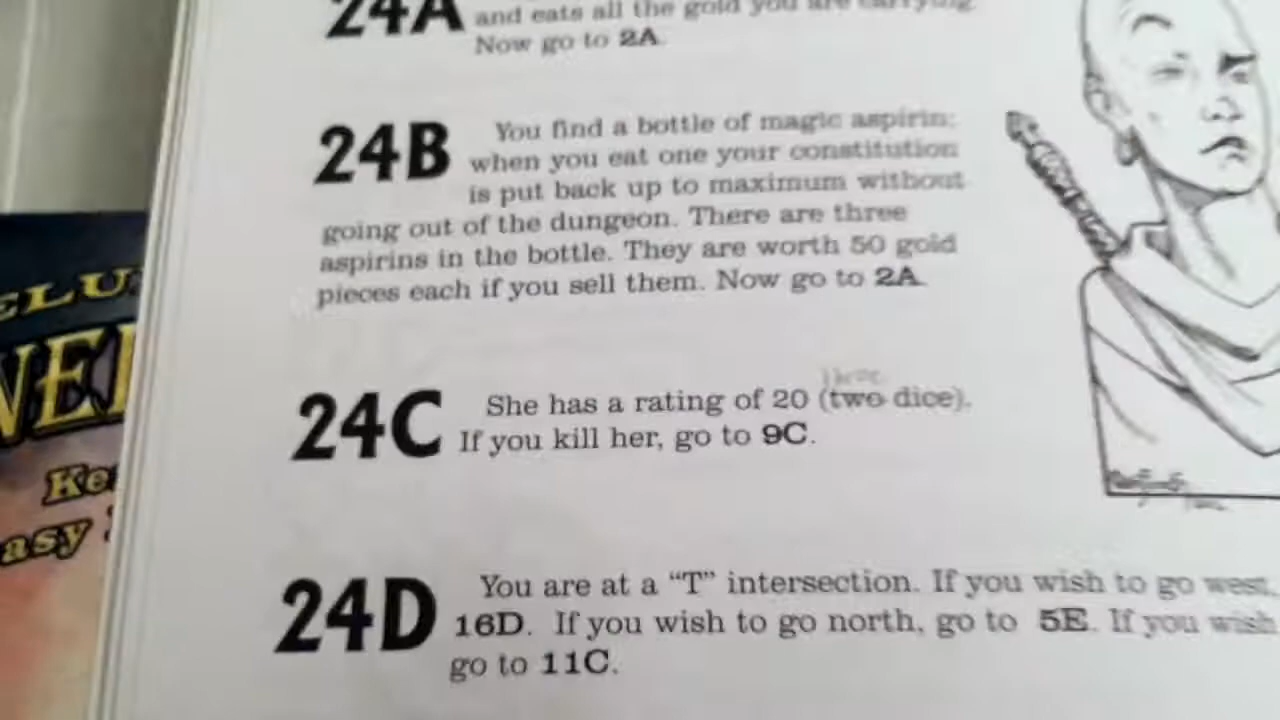 24A and eats all the gold you are carrying.
Now go to 2A.
24B You find a bottle of magic aspirin;
when you eat one your constitution
is put back up to maximum without
going out of the dungeon. There are three
aspirins in the bottle. They are worth 50 gold
pieces each if you sell them. Now go to 2A.
three
24C She has a rating of 20 (two dice).
If you kill her, go to 9C.
24D You are at a “T” intersection. If you wish to go west,
16D. If you wish to go north, go to 5E. If you wish
go to 11C.
ELU
NE
Ke
asy